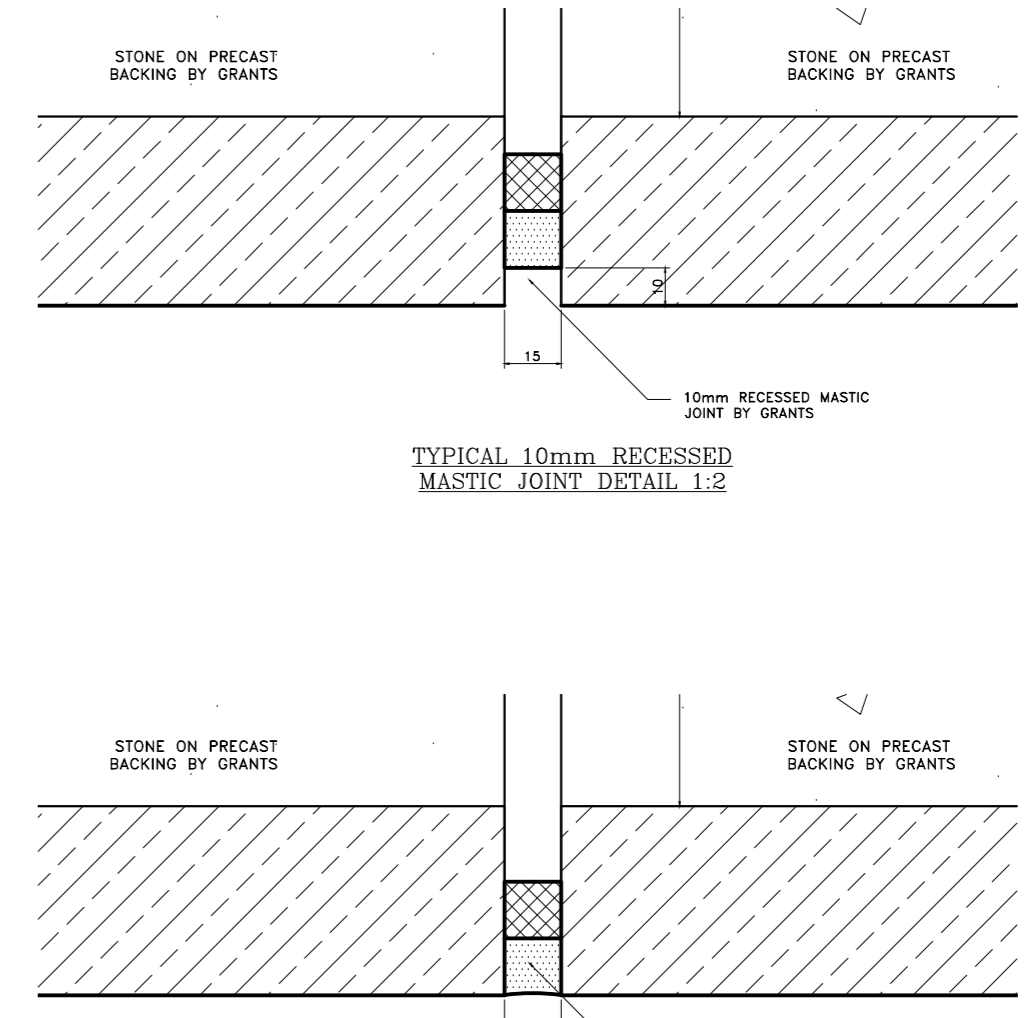 STONE ON PRECAST
BACKING BY GRANTS
STONE ON PRECAST
BACKING BY GRANTS
10
15
10mm RECESSED MASTIC
JOINT BY GRANTS
TYPICAL 10mm RECESSED
MASTIC JOINT DETAIL 1:2
STONE ON PRECAST
BACKING BY GRANTS
STONE ON PRECAST
BACKING BY GRANTS